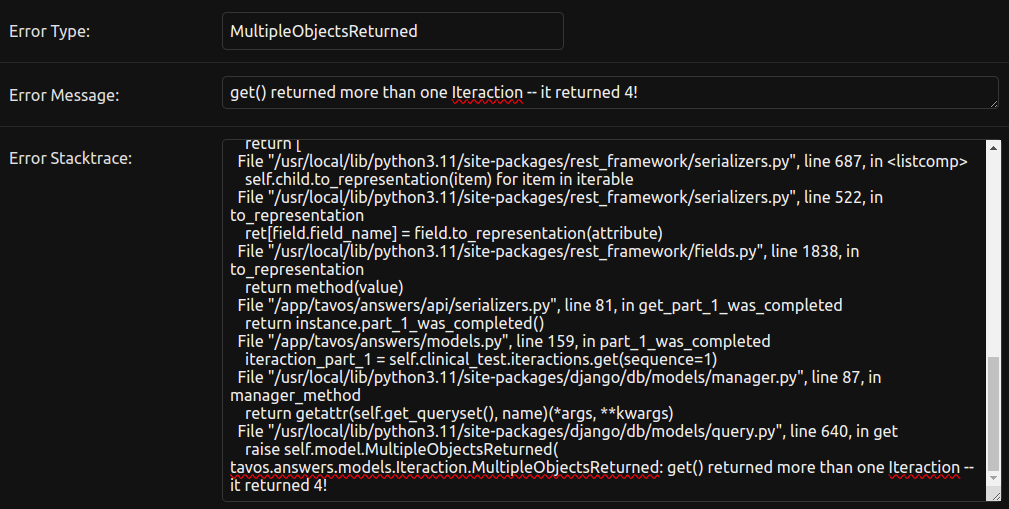 Error Type:
MultipleObjectsReturned
Error Message:
get() returned more than one Iteraction -- it returned 4!
Error Stacktrace:
return [
File "/usr/local/lib/python3.11/site-packages/rest_framework/serializers.py", line 687, in <listcomp>
self.child.to_representation(item) for item in iterable
File "/usr/local/lib/python3.11/site-packages/rest_framework/serializers.py", line 522, in
to_representation
ret[field.field_name] = field.to_representation(attribute)
File "/usr/local/lib/python3.11/site-packages/rest_framework/fields.py", line 1838, in
to_representation
return method(value)
File "/app/tavos/answers/api/serializers.py", line 81, in get_part_1_was_completed
return instance.part_1_was_completed()
File "/app/tavos/answers/models.py", line 159, in part_1_was_completed
iteraction_part_1 = self.clinical_test.iteractions.get(sequence=1)
File "/usr/local/lib/python3.11/site-packages/django/db/models/manager.py", line 87, in
manager_method
return getattr(self.get_queryset(), name)(*args, **kwargs)
File "/usr/local/lib/python3.11/site-packages/django/db/models/query.py", line 640, in get
raise self.model.MultipleObjectsReturned(
tavos.answers.models.Iteraction.MultipleObjectsReturned: get() returned more than one Iteraction --
it returned 4!